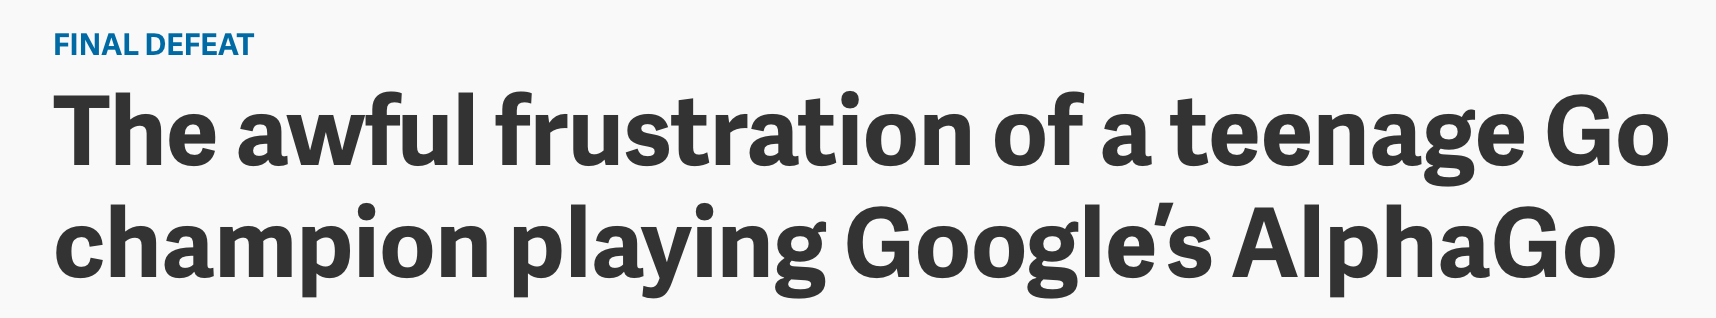 FINAL DEFEAT
The awful frustration of a teenage Go
champion playing Google’s AlphaGo